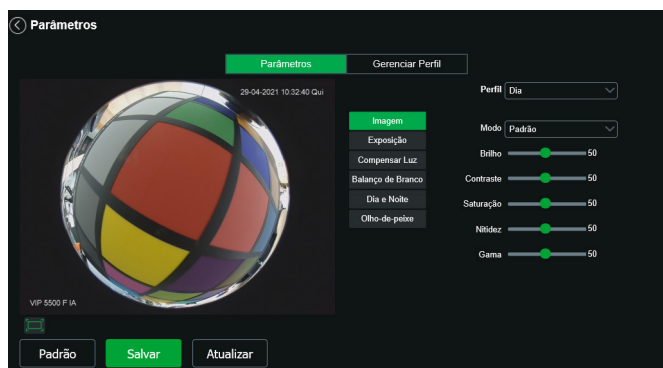 Parâmetros
Parâmetros Gerenciar Perfil
29-04-2021 10:32:40 Qui
VIP 5500 F IA
Imagem
Exposição
Compensar Luz
Balanço de Branco
Dia e Noite
Olho-de-peixe
Perfil Dia
Modo Padrão
Brilho 50
Contraste 50
Saturação 50
Nitidez 50
Gama 50
Padrão Salvar Atualizar